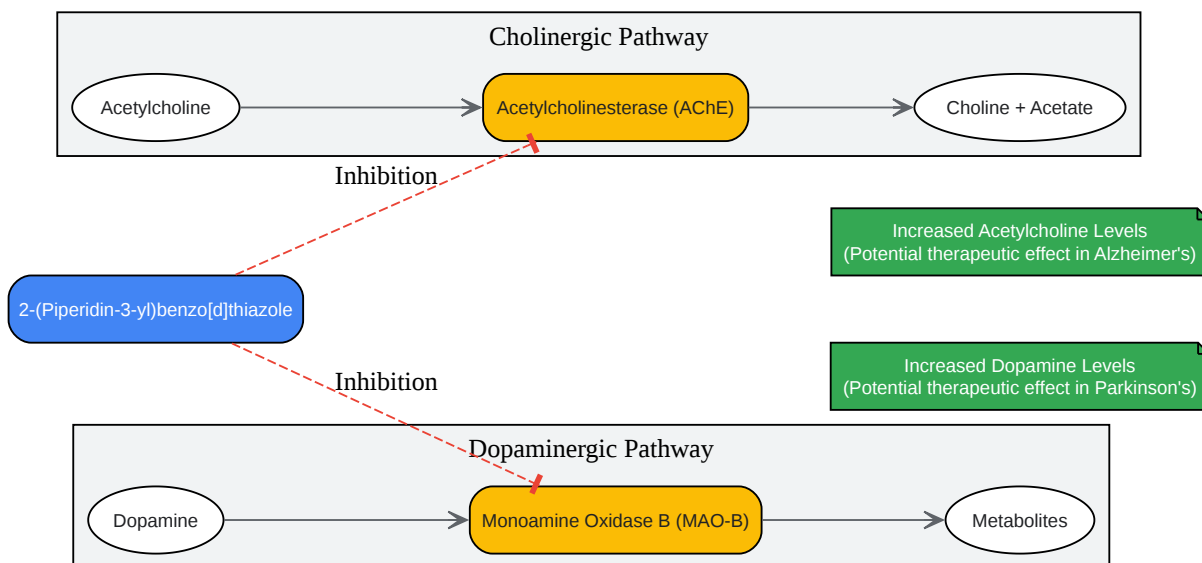 Cholinergic Pathway
Acetylcholine
Acetylcholinesterase (AChE)
Choline + Acetate
Inhibition
Increased Acetylcholine Levels
(Potential therapeutic effect in Alzheimer's)
2-(Piperidin-3-yl)benzo[d]thiazole
Inhibition
Increased Dopamine Levels
(Potential therapeutic effect in Parkinson's)
Dopaminergic Pathway
Dopamine
Monoamine Oxidase B (MAO-B)
Metabolites